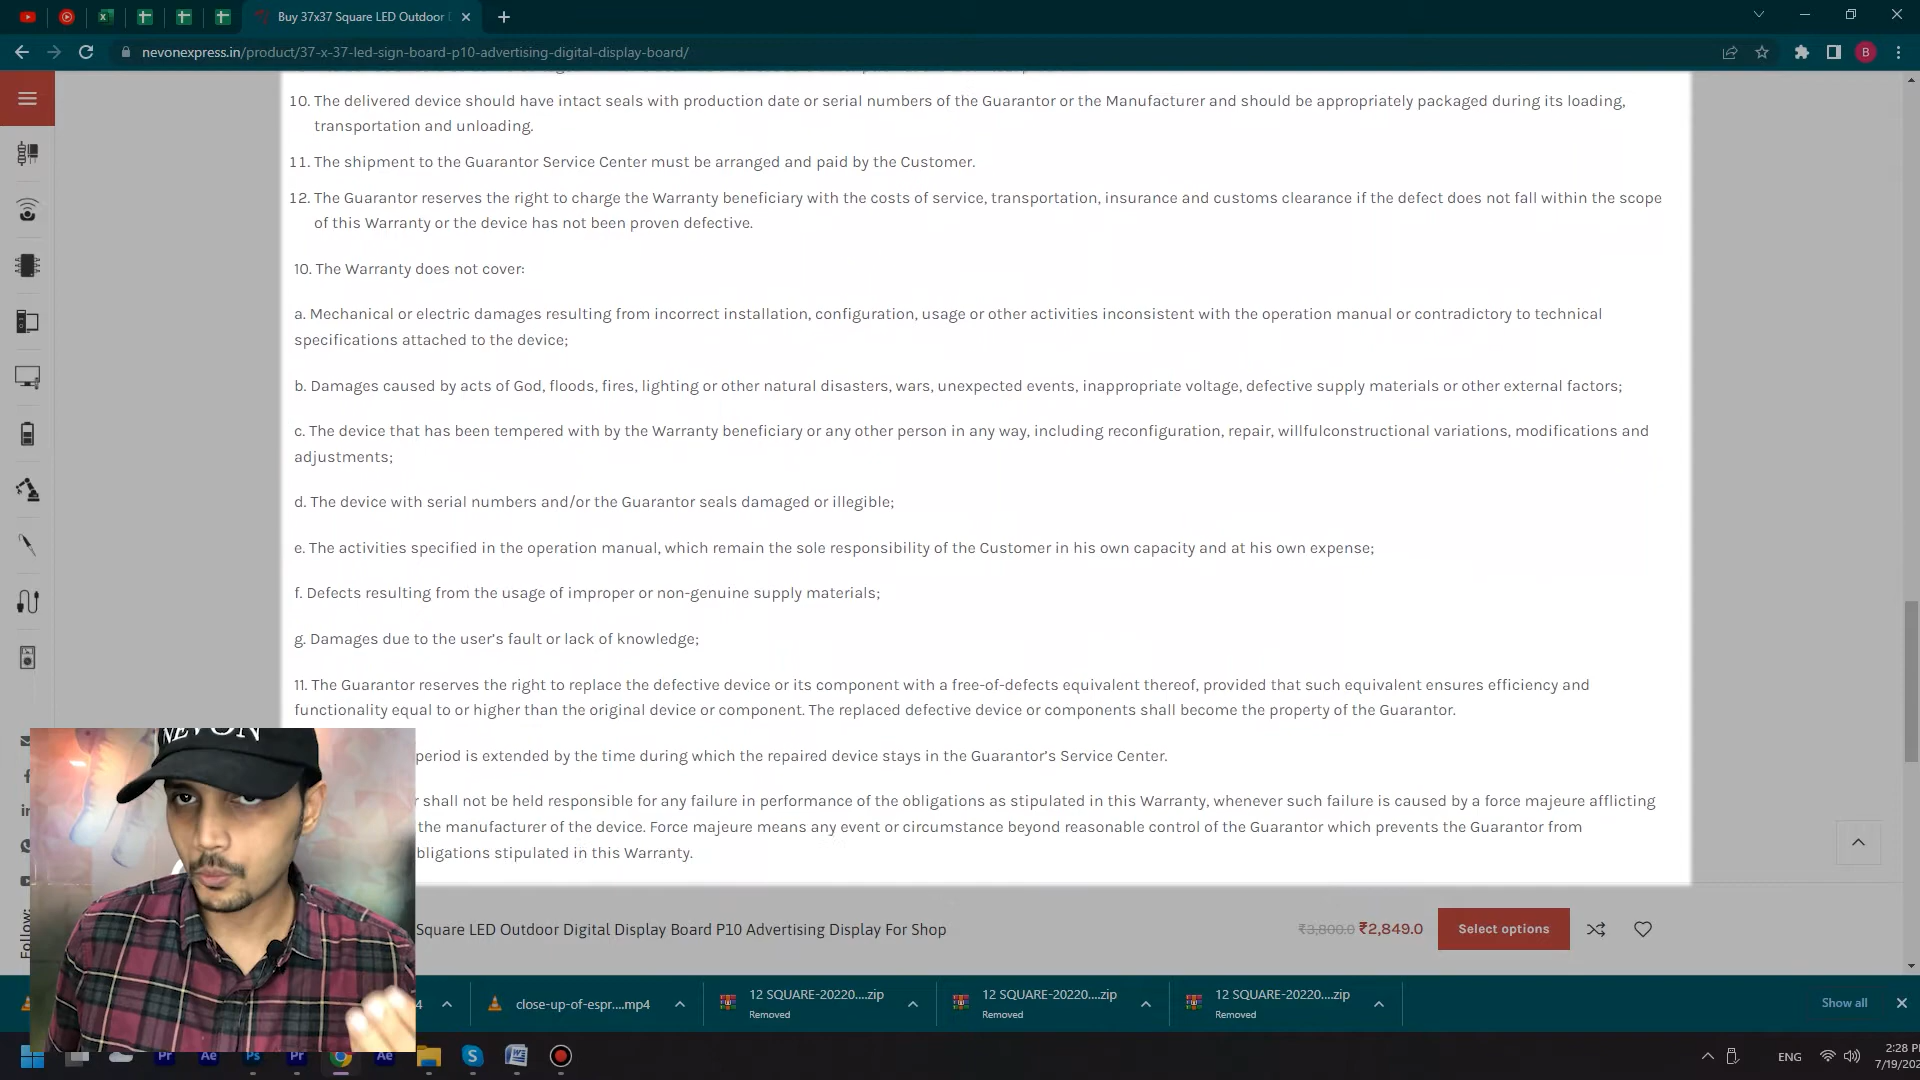 Buy 37x37 Square LED Outdoor D
nevonexpress.in/product/37-x-37-led-sign-board-p10-advertising-digital-display-board/
B
10. The delivered device should have intact seals with production date or serial numbers of the Guarantor or the Manufacturer and should be appropriately packaged during its loading,
transportation and unloading.
11. The shipment to the Guarantor Service Center must be arranged and paid by the Customer.
12. The Guarantor reserves the right to charge the Warranty beneficiary with the costs of service, transportation, insurance and customs clearance if the defect does not fall within the scope
of this Warranty or the device has not been proven defective.
10. The Warranty does not cover:
a. Mechanical or electric damages resulting from incorrect installation, configuration, usage or other activities inconsistent with the operation manual or contradictory to technical
specifications attached to the device;
b. Damages caused by acts of God, floods, fires, lighting or other natural disasters, wars, unexpected events, inappropriate voltage, defective supply materials or other external factors;
c. The device that has been tempered with by the Warranty beneficiary or any other person in any way, including reconfiguration, repair, willfulconstructional variations, modifications and
adjustments;
d. The device with serial numbers and/or the Guarantor seals damaged or illegible;
e. The activities specified in the operation manual, which remain the sole responsibility of the Customer in his own capacity and at his own expense;
f. Defects resulting from the usage of improper or non-genuine supply materials;
g. Damages due to the user's fault or lack of knowledge;
11. The Guarantor reserves the right to replace the defective device or its component with a free-of-defects equivalent thereof, provided that such equivalent ensures efficiency and
functionality equal to or higher than the original device or component. The replaced defective device or components shall become the property of the Guarantor.
period is extended by the time during which the repaired device stays in the Guarantor's Service Center.
r shall not be held responsible for any failure in performance of the obligations as stipulated in this Warranty, whenever such failure is caused by a force majeure afflicting
the manufacturer of the device. Force majeure means any event or circumstance beyond reasonable control of the Guarantor which prevents the Guarantor from
bligations stipulated in this Warranty.
NEVON
Follow:
Square LED Outdoor Digital Display Board P10 Advertising Display For Shop
₹3,800.0 ₹2,849.0
Select options
4
close-up-of-espr....mp4
12 SQUARE-20220....zip
Removed
12 SQUARE-20220....zip
Removed
12 SQUARE-20220....zip
Removed
Show all
Pr
Ae
Ps
Pr
Ae
S
ENG
2:28 P
7/19/202